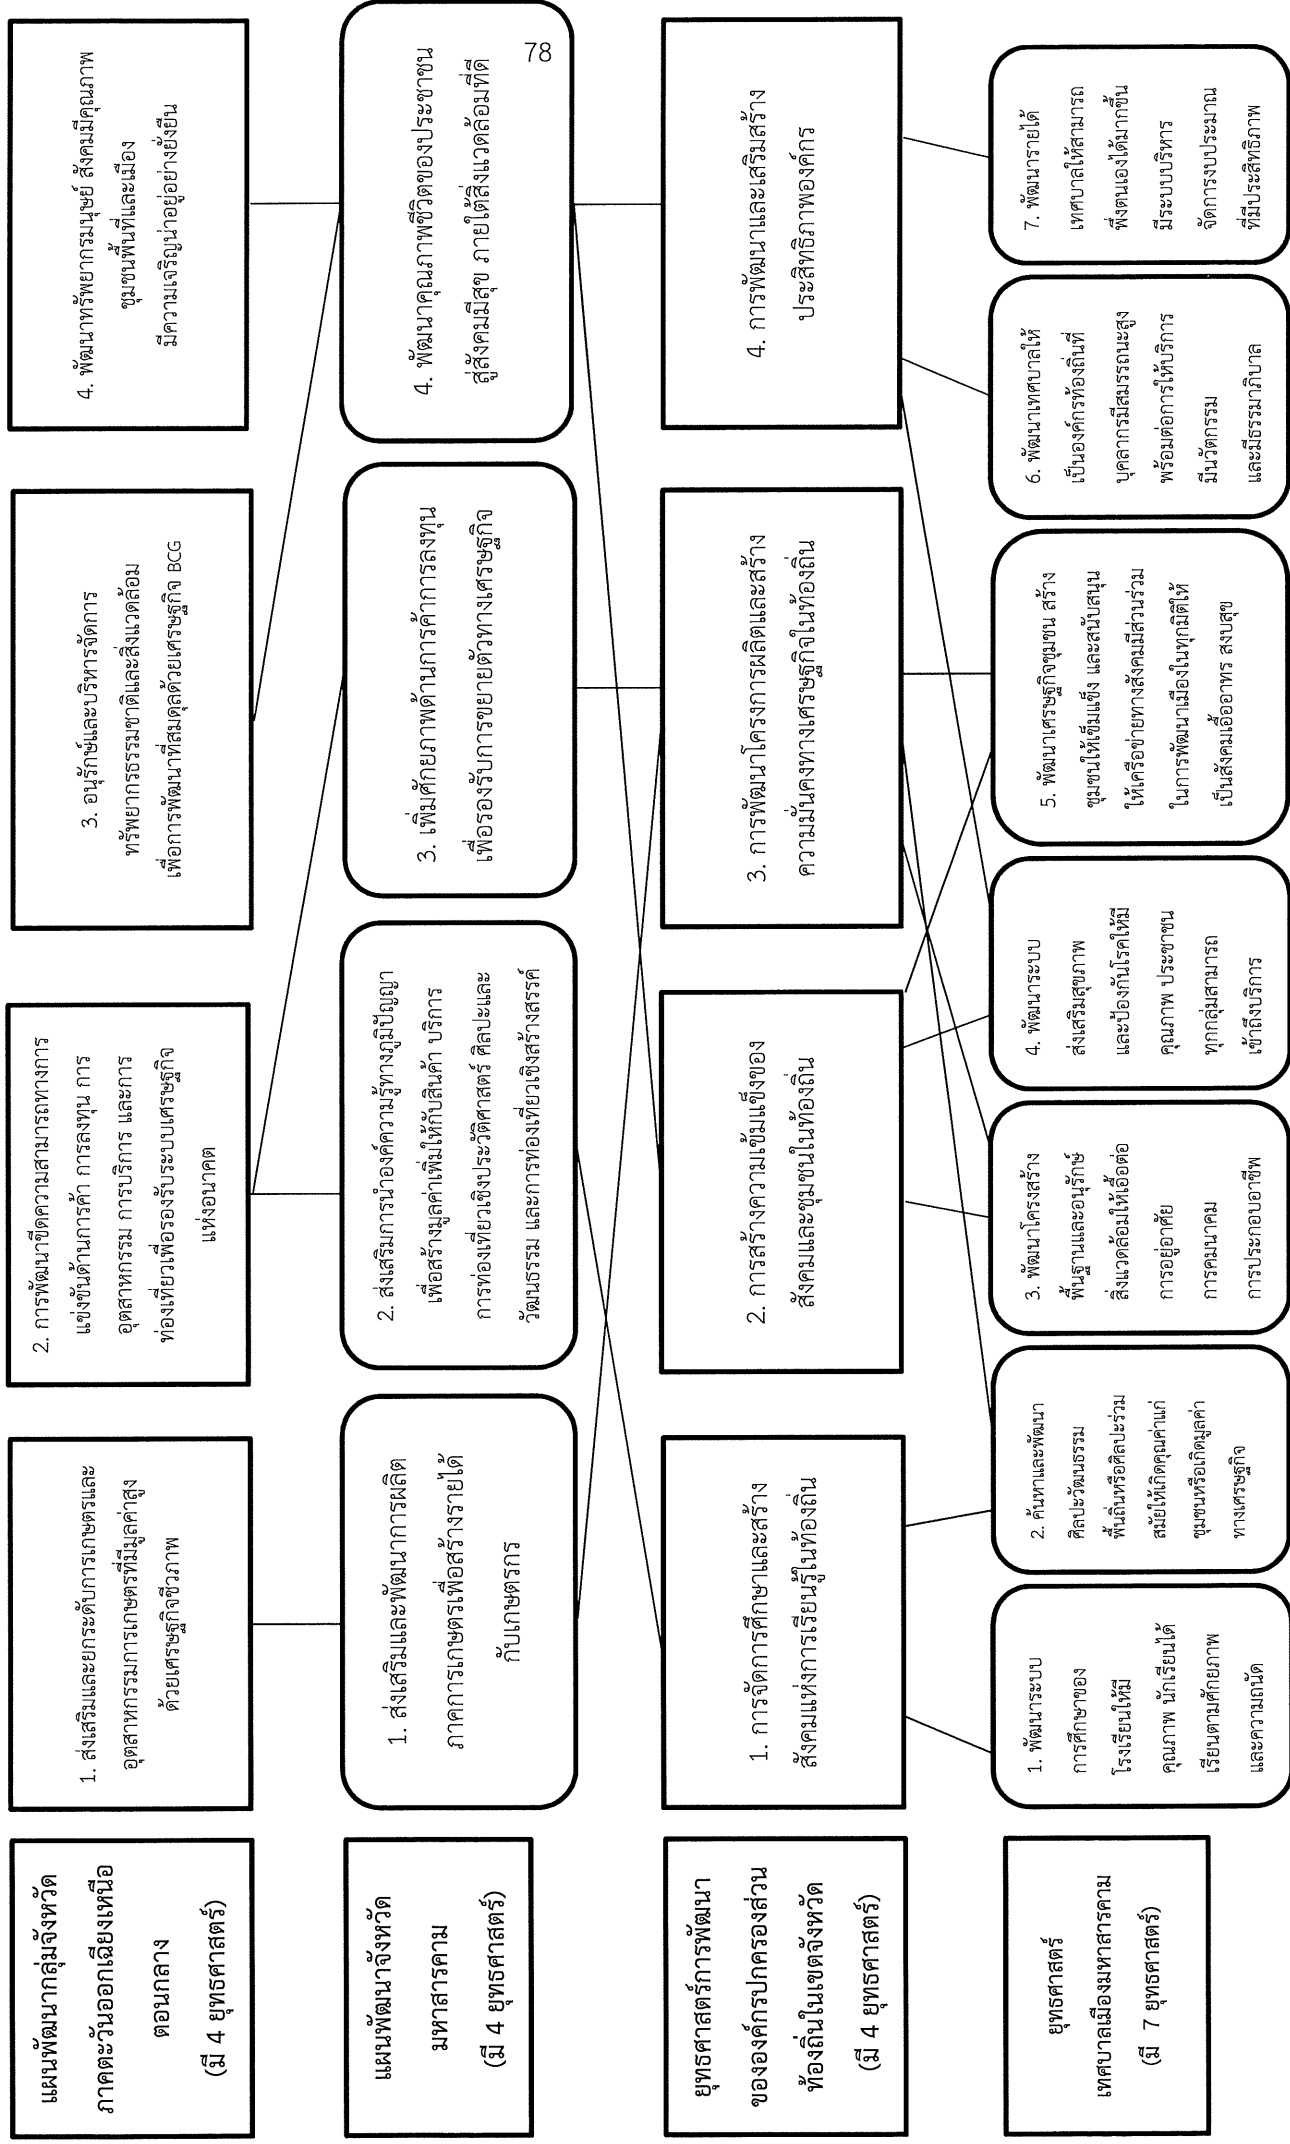 78
แผนพัฒนากลุ่มจังหวัด
ภาคตะวันออกเฉียงเหนือ
ตอนกลาง
(มี 4 ยุทธศาสตร์)
1. ส่งเสริมและยกระดับการเกษตรและ
อุตสาหกรรมการเกษตรที่มีมูลค่าสูง
ด้วยเศรษฐกิจชีวภาพ
2. การพัฒนาขีดความสามารถทางการ
แข่งขันด้านการค้า การลงทุน การ
อุตสาหกรรม การบริการ และการ
ท่องเที่ยวเพื่อรองรับระบบเศรษฐกิจ
แห่งอนาคต
3. อนุรักษ์และบริหารจัดการ
ทรัพยากรธรรมชาติและสิ่งแวดล้อม
เพื่อการพัฒนาที่สมดุลด้วยเศรษฐกิจ BCG
4. พัฒนาทรัพยากรมนุษย์ สังคมมีคุณภาพ
ชุมชนพื้นที่และเมือง
มีความเจริญน่าอยู่อย่างยั่งยืน
แผนพัฒนาจังหวัด
มหาสารคาม
(มี 4 ยุทธศาสตร์)
1. ส่งเสริมและพัฒนาการผลิต
ภาคการเกษตรเพื่อสร้างรายได้
กับเกษตรกร
2. ส่งเสริมการนำองค์ความรู้ทางภูมิปัญญา
เพื่อสร้างมูลค่าเพิ่มให้กับสินค้า บริการ
การท่องเที่ยวเชิงประวัติศาสตร์ ศิลปะและ
วัฒนธรรม และการท่องเที่ยวเชิงสร้างสรรค์
3. เพิ่มศักยภาพด้านการค้าการลงทุน
เพื่อรองรับการขยายตัวทางเศรษฐกิจ
4. พัฒนาคุณภาพชีวิตของประชาชน
สู่สังคมมีสุข ภายใต้สิ่งแวดล้อมที่ดี
ยุทธศาสตร์การพัฒนา
ขององค์กรปกครองส่วน
ท้องถิ่นในเขตจังหวัด
(มี 4 ยุทธศาสตร์)
1. การจัดการศึกษาและสร้าง
สังคมแห่งการเรียนรู้ในท้องถิ่น
2. การสร้างความเข้มแข็งของ
สังคมและชุมชนในท้องถิ่น
3. การพัฒนาโครงการผลิตและสร้าง
ความมั่นคงทางเศรษฐกิจในท้องถิ่น
4. การพัฒนาและเสริมสร้าง
ประสิทธิภาพองค์กร
ยุทธศาสตร์
เทศบาลเมืองมหาสารคาม
(มี 7 ยุทธศาสตร์)
1. พัฒนาระบบ
การศึกษาของ
โรงเรียนให้มี
คุณภาพ นักเรียนได้
เรียนตามศักยภาพ
และความถนัด
2. ค้นหาและพัฒนา
ศิลปะวัฒนธรรม
พื้นถิ่นหรือศิลปะร่วม
สมัยให้เกิดคุณค่าแก่
ชุมชนหรือเกิดมูลค่า
ทางเศรษฐกิจ
3. พัฒนาโครงสร้าง
พื้นฐานและอนุรักษ์
สิ่งแวดล้อมให้เอื้อต่อ
การอยู่อาศัย
การคมนาคม
การประกอบอาชีพ
4. พัฒนาระบบ
ส่งเสริมสุขภาพ
และป้องกันโรคให้มี
คุณภาพ ประชาชน
ทุกกลุ่มสามารถ
เข้าถึงบริการ
5. พัฒนาเศรษฐกิจชุมชน สร้าง
ชุมชนให้เข้มแข็ง และสนับสนุน
ให้เครือข่ายทางสังคมมีส่วนร่วม
ในการพัฒนาเมืองในทุกมิติให้
เป็นสังคมเอื้ออาทร สงบสุข
6. พัฒนาเทศบาลให้
เป็นองค์กรท้องถิ่นที่
บุคลากรมีสมรรถนะสูง
พร้อมต่อการให้บริการ
มีนวัตกรรม
และมีธรรมาภิบาล
7. พัฒนารายได้
เทศบาลให้สามารถ
พึ่งตนเองได้มากขึ้น
มีระบบบริหาร
จัดการงบประมาณ
ที่มีประสิทธิภาพ